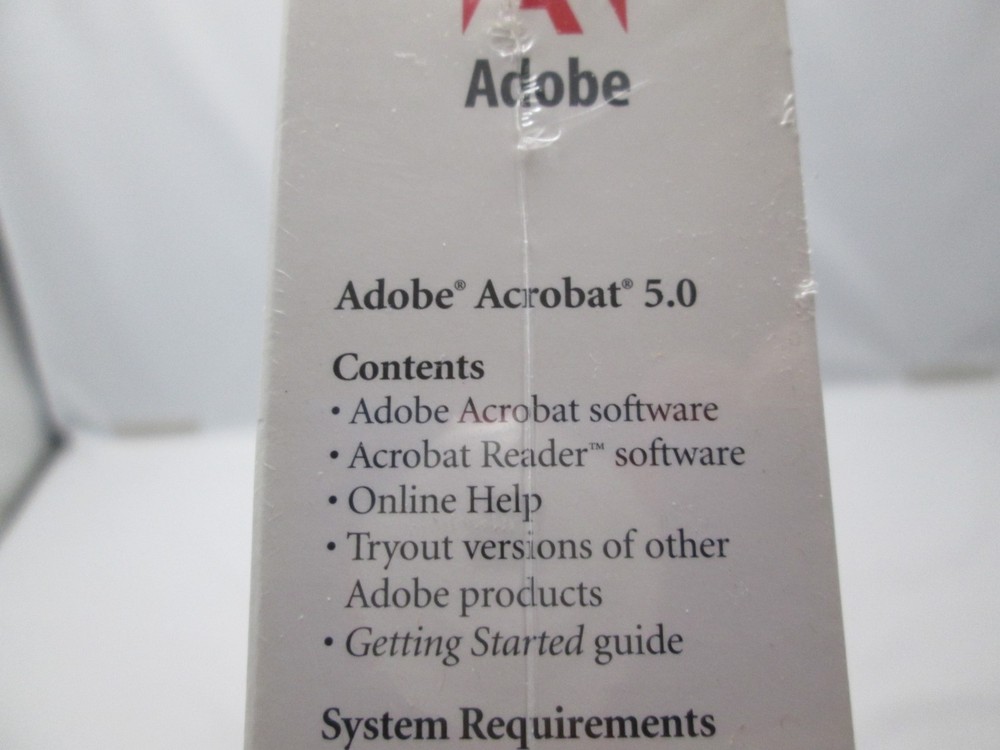 Adobe
Adobe® Acrobat® 5.0
Contents
• Adobe Acrobat software
• Acrobat Reader™ software
• Online Help
• Tryout versions of other
Adobe products
• Getting Started guide
System Requirements